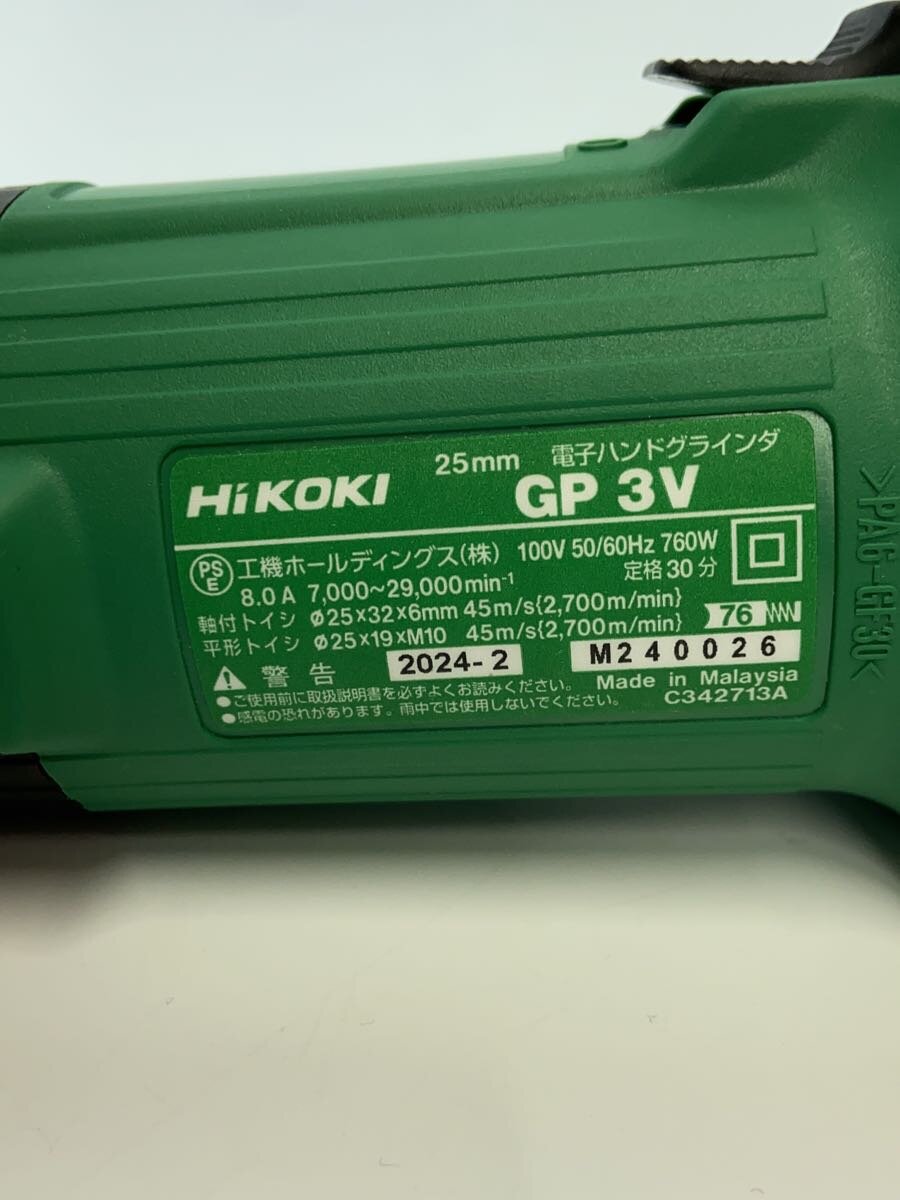 25mm 電子ハンドグラインダ
HiKOKI GP 3V
PS E 工機ホールディングス(株) 100V 50/60Hz 760W
8.0A 7,000~29,000min-1 定格30分
軸付トイシ φ25×32×6mm 45m/s{2,700m/min}
平形トイシ φ25×19×M10 45m/s{2,700m/min} 76
警告 2024-2 M240026
●ご使用前に取扱説明書を必ずよくお読みください。 Made in Malaysia
●感電の恐れがあります。雨中では使用しないでください。 C342713A
>PA6-GF30<